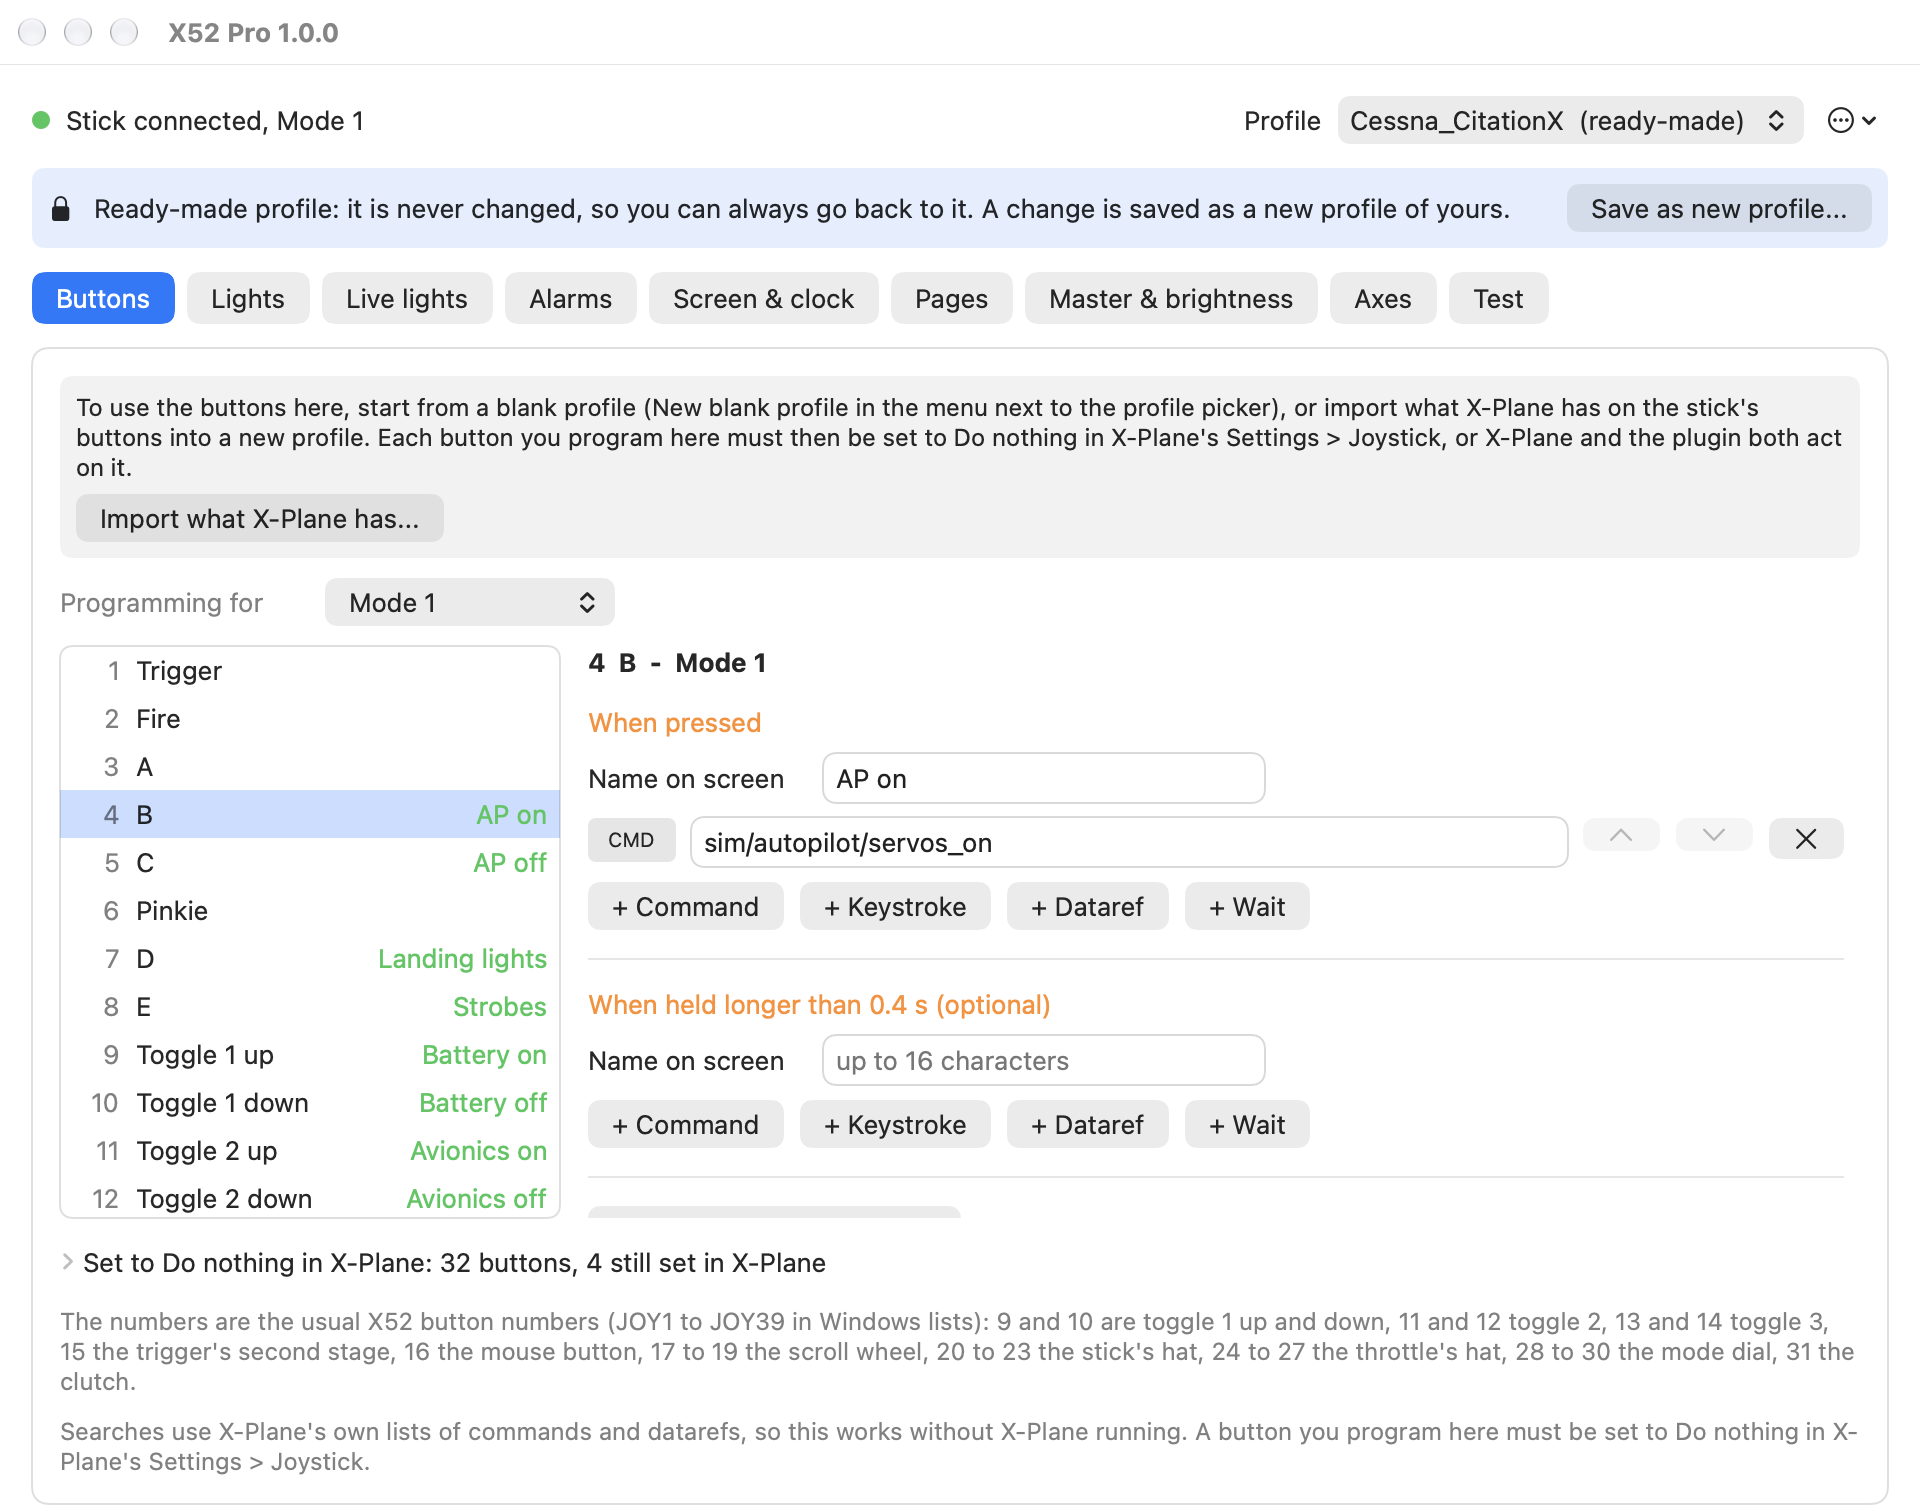 X52 Pro 1.0.0
Stick connected, Mode 1
Profile
Cessna_CitationX (ready-made)
Ready-made profile: it is never changed, so you can always go back to it. A change is saved as a new profile of yours.
Save as new profile...
Buttons
Lights
Live lights
Alarms
Screen & clock
Pages
Master & brightness
Axes
Test
To use the buttons here, start from a blank profile (New blank profile in the menu next to the profile picker), or import what X-Plane has on the stick's
buttons into a new profile. Each button you program here must then be set to Do nothing in X-Plane's Settings > Joystick, or X-Plane and the plugin both act
on it.
Import what X-Plane has...
Programming for
Mode 1
1 Trigger
2 Fire
3 A
4 B AP on
5 C AP off
6 Pinkie
7 D Landing lights
8 E Strobes
9 Toggle 1 up Battery on
10 Toggle 1 down Battery off
11 Toggle 2 up Avionics on
12 Toggle 2 down Avionics off
4 B - Mode 1
When pressed
Name on screen AP on
CMD sim/autopilot/servos_on
+ Command + Keystroke + Dataref + Wait
When held longer than 0.4 s (optional)
Name on screen up to 16 characters
+ Command + Keystroke + Dataref + Wait
Set to Do nothing in X-Plane: 32 buttons, 4 still set in X-Plane
The numbers are the usual X52 button numbers (JOY1 to JOY39 in Windows lists): 9 and 10 are toggle 1 up and down, 11 and 12 toggle 2, 13 and 14 toggle 3,
15 the trigger's second stage, 16 the mouse button, 17 to 19 the scroll wheel, 20 to 23 the stick's hat, 24 to 27 the throttle's hat, 28 to 30 the mode dial, 31 the
clutch.
Searches use X-Plane's own lists of commands and datarefs, so this works without X-Plane running. A button you program here must be set to Do nothing in X-
Plane's Settings > Joystick.